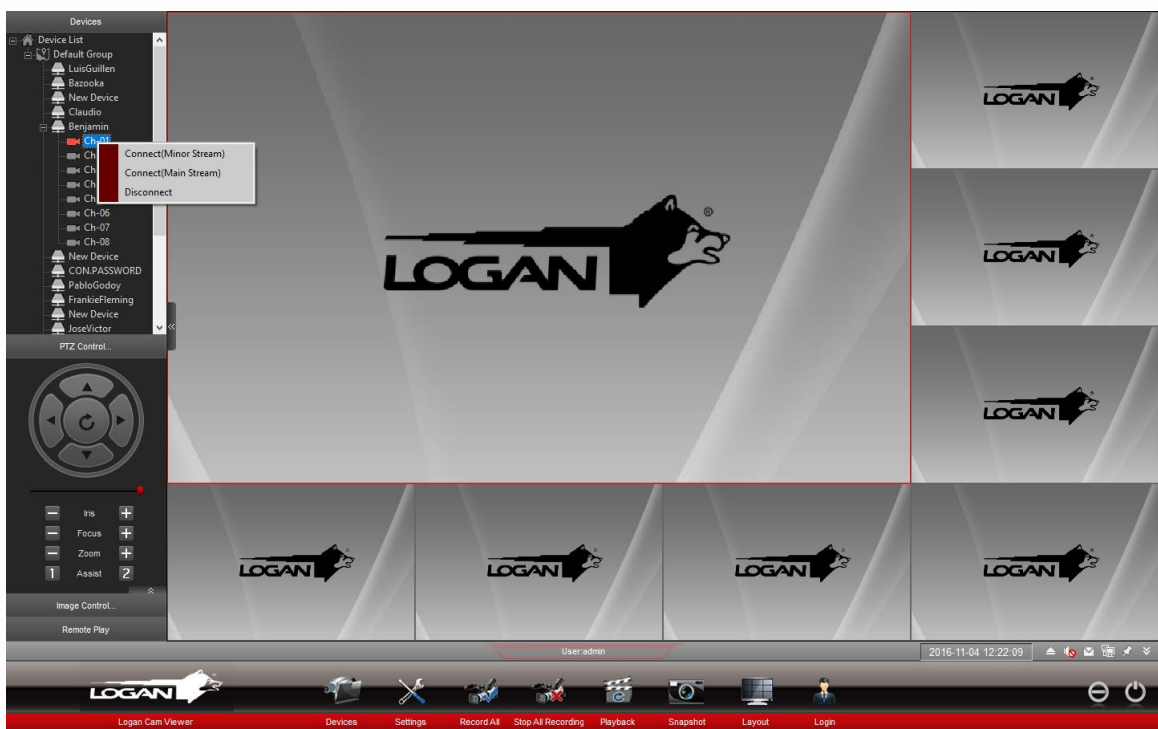 Devices
Device List
Default Group
LuisGuillen
Bazooka
New Device
Claudio
Benjamin
Ch-01
Connect(Minor Stream)
Ch
Connect(Main Stream)
Ch
Ch
Disconnect
Ch
Ch-06
Ch-07
Ch-08
New Device
CON.PASSWORD
PabloGodoy
FrankieFleming
New Device
JoseVictor
PTZ Control...
Iris
Focus
Zoom
1 Assist 2
Image Control...
Remote Play
LOGAN ®
LOGAN
LOGAN
LOGAN
LOGAN
LOGAN
LOGAN
LOGAN
User:admin
2016-11-04 12:22:09
LOGAN
Logan Cam Viewer
Devices
Settings
Record All
Stop All Recording
Playback
Snapshot
Layout
Login